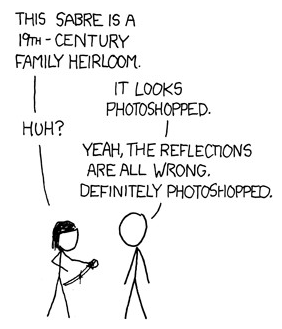 THIS SABRE IS A
19TH-CENTURY
FAMILY HEIRLOOM.
IT LOOKS
PHOTOSHOPPED.
HUH?
YEAH, THE REFLECTIONS
ARE ALL WRONG.
DEFINITELY PHOTOSHOPPED.